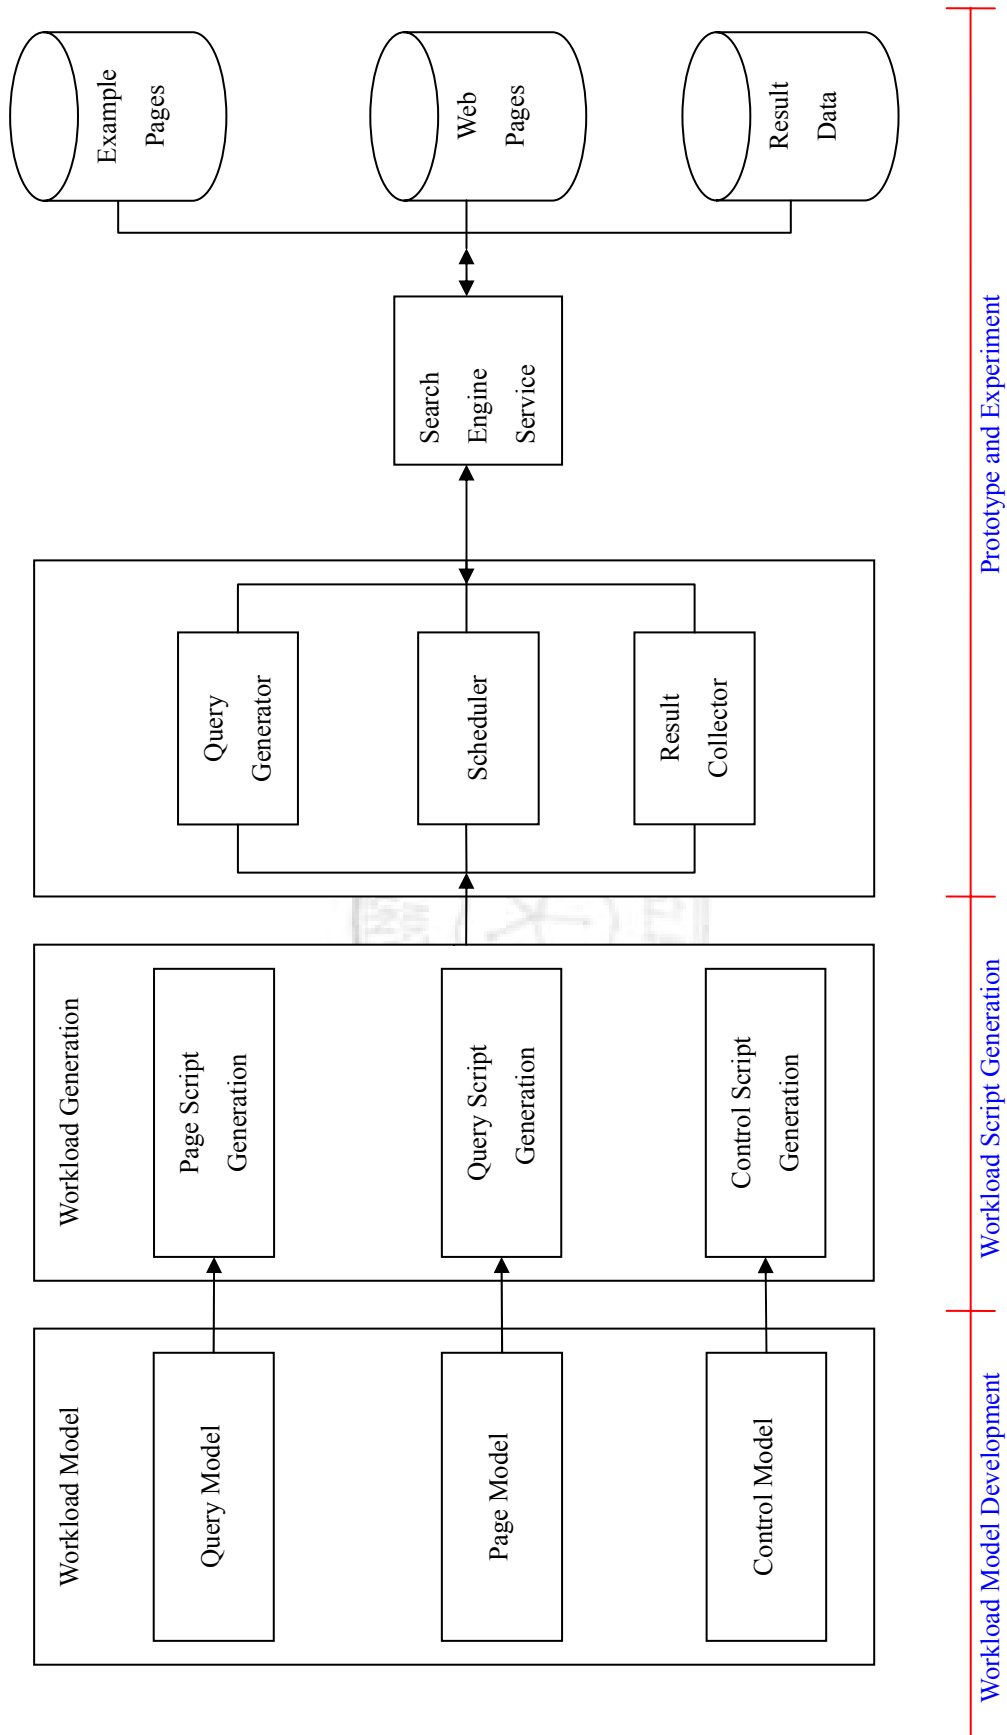 Workload Model
Query Model
Page Model
Control Model
Workload Generation
Page Script
Generation
Query Script
Generation
Control Script
Generation
Query
Generator
Scheduler
Result
Collector
Search
Engine
Service
Example
Pages
Web
Pages
Result
Data
Workload Model Development
Workload Script Generation
Prototype and Experiment